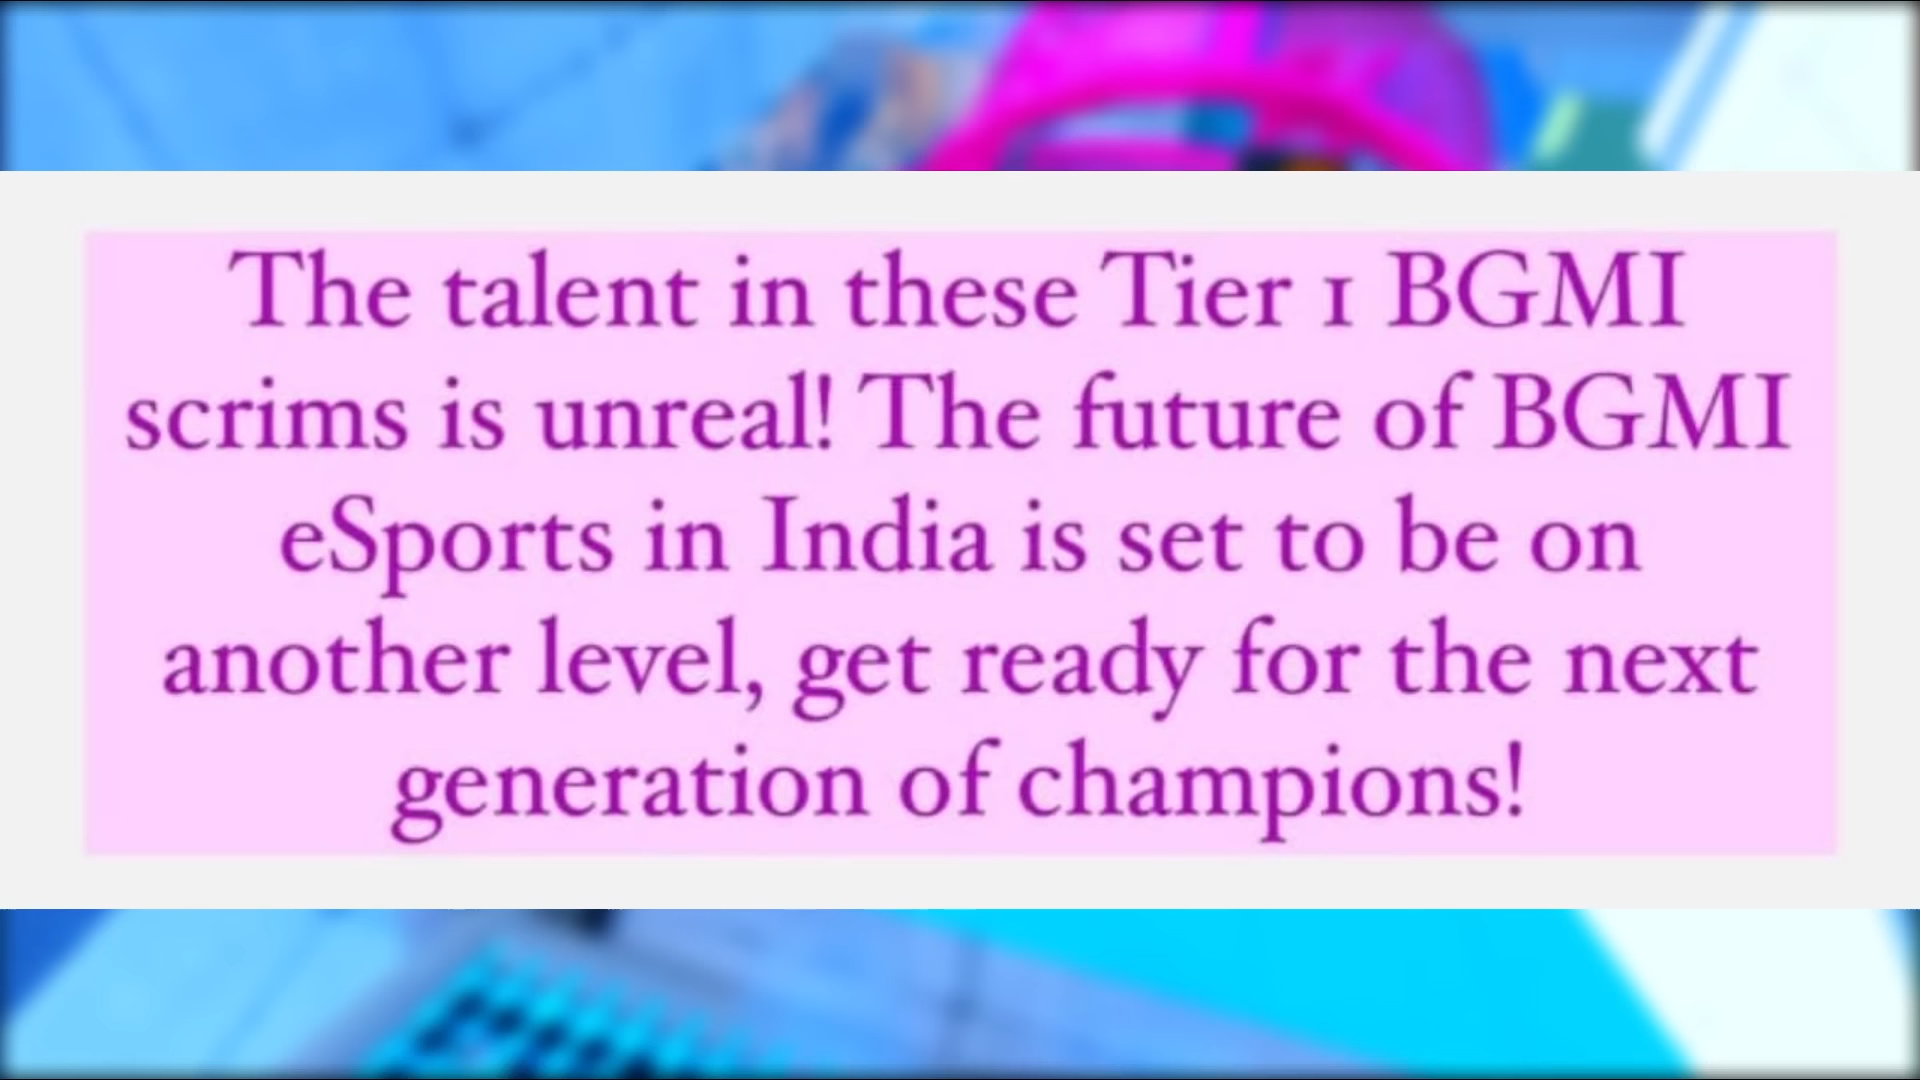 The talent in these Tier 1 BGMI
scrims is unreal! The future of BGMI
eSports in India is set to be on
another level, get ready for the next
generation of champions!